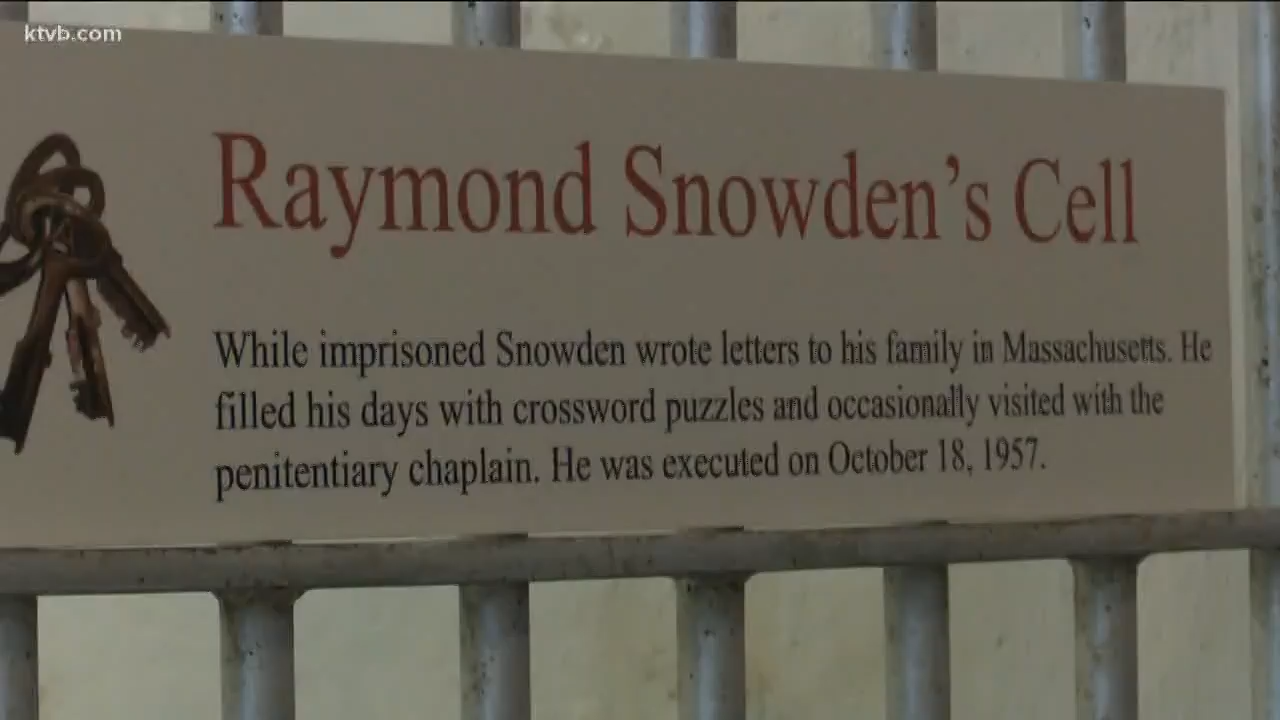 ktvb.com
Raymond Snowden's Cell
While imprisoned Snowden wrote letters to his family in Massachusetts. He
filled his days with crossword puzzles and occasionally visited with the
penitentiary chaplain. He was executed on October 18, 1957.